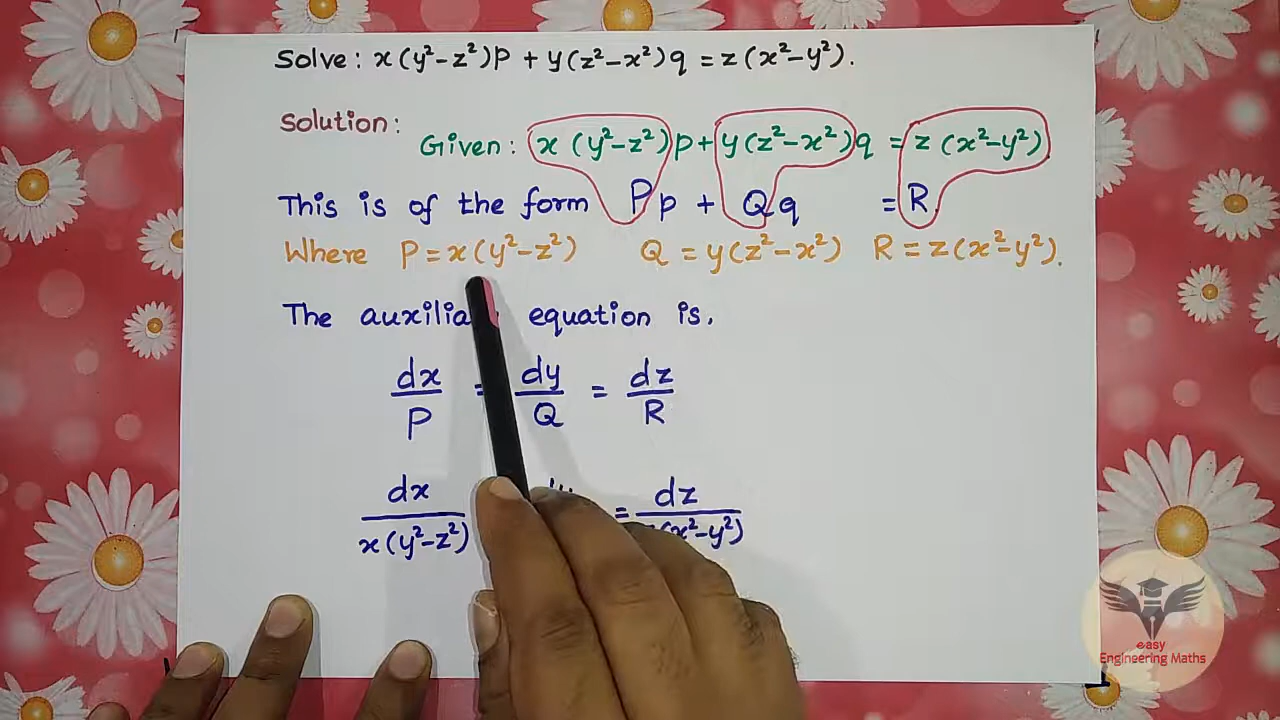 Solve: x(y²-z²)p + y(z²-x²)q = z(x²-y²).
Solution:
Given: x(y²-z²)p + y(z²-x²)q = z(x²-y²)
This is of the form Pp + Qq = R.
Where P = x(y²-z²) Q = y(z²-x²) R = z(x²-y²).
The equation is.
dx/P = dy/Q = dz/R
dx/x(y²-z²) = dz/(x²-y²)
easy
Engineering Maths